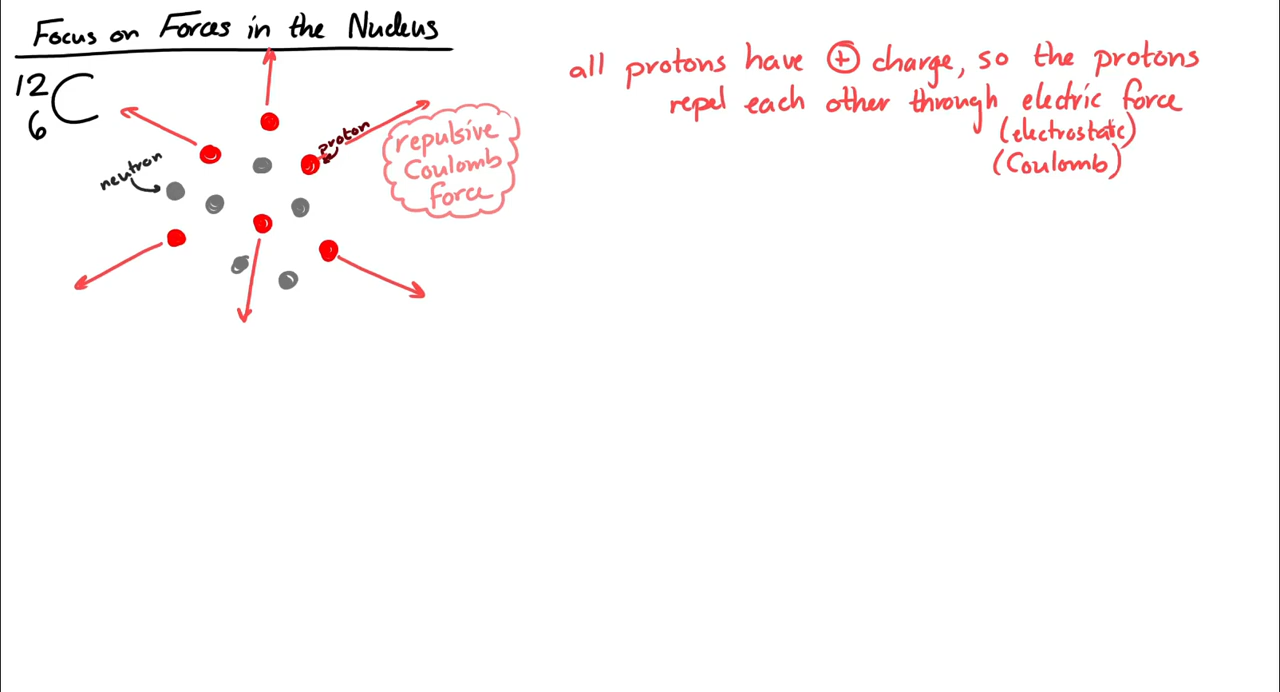 Focus on Forces in the Nucleus
12
6 C
all protons have ⊕ charge, so the protons
repel each other through electric force
(electrostatic)
(Coulomb)
proton
neutron
repulsive
Coulomb
force